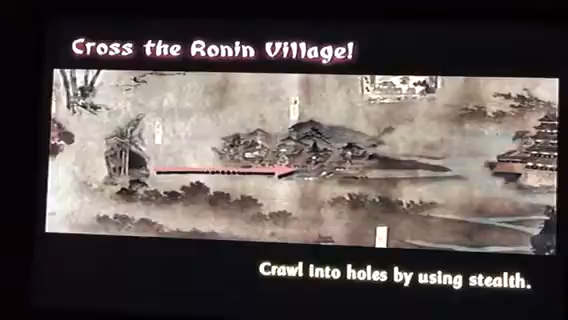 Cross the Ronin Village!
Crawl into holes by using stealth.